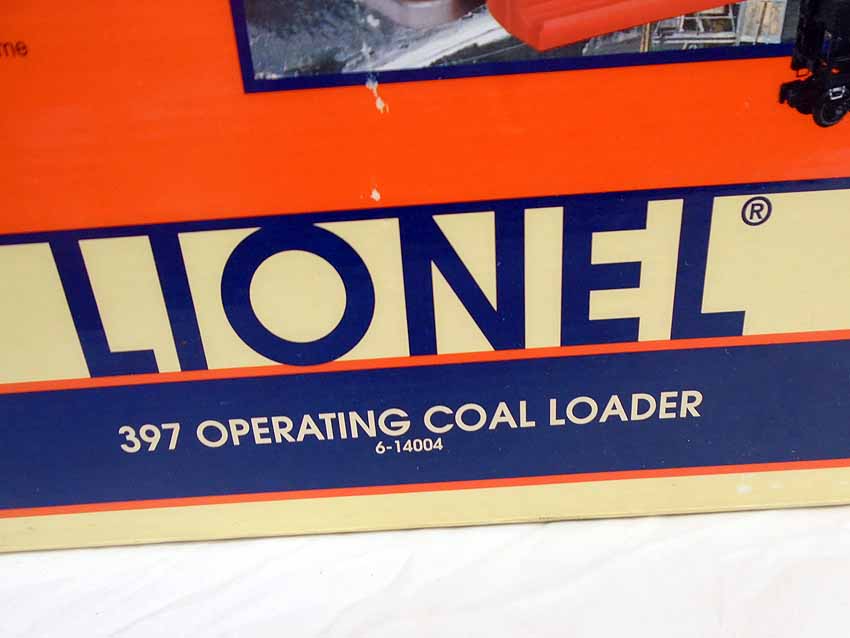 LIONEL®
397 OPERATING COAL LOADER
6-14004